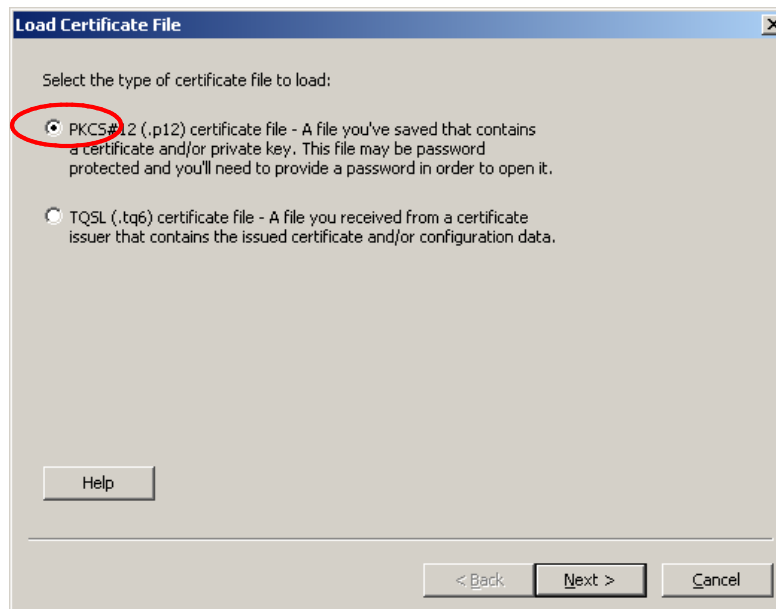 Load Certificate File
Select the type of certificate file to load:
PKCS#12 (.p12) certificate file - A file you've saved that contains
a certificate and/or private key. This file may be password
protected and you'll need to provide a password in order to open it.
TQSL (.tq6) certificate file - A file you received from a certificate
issuer that contains the issued certificate and/or configuration data.
Help
< Back Next > Cancel